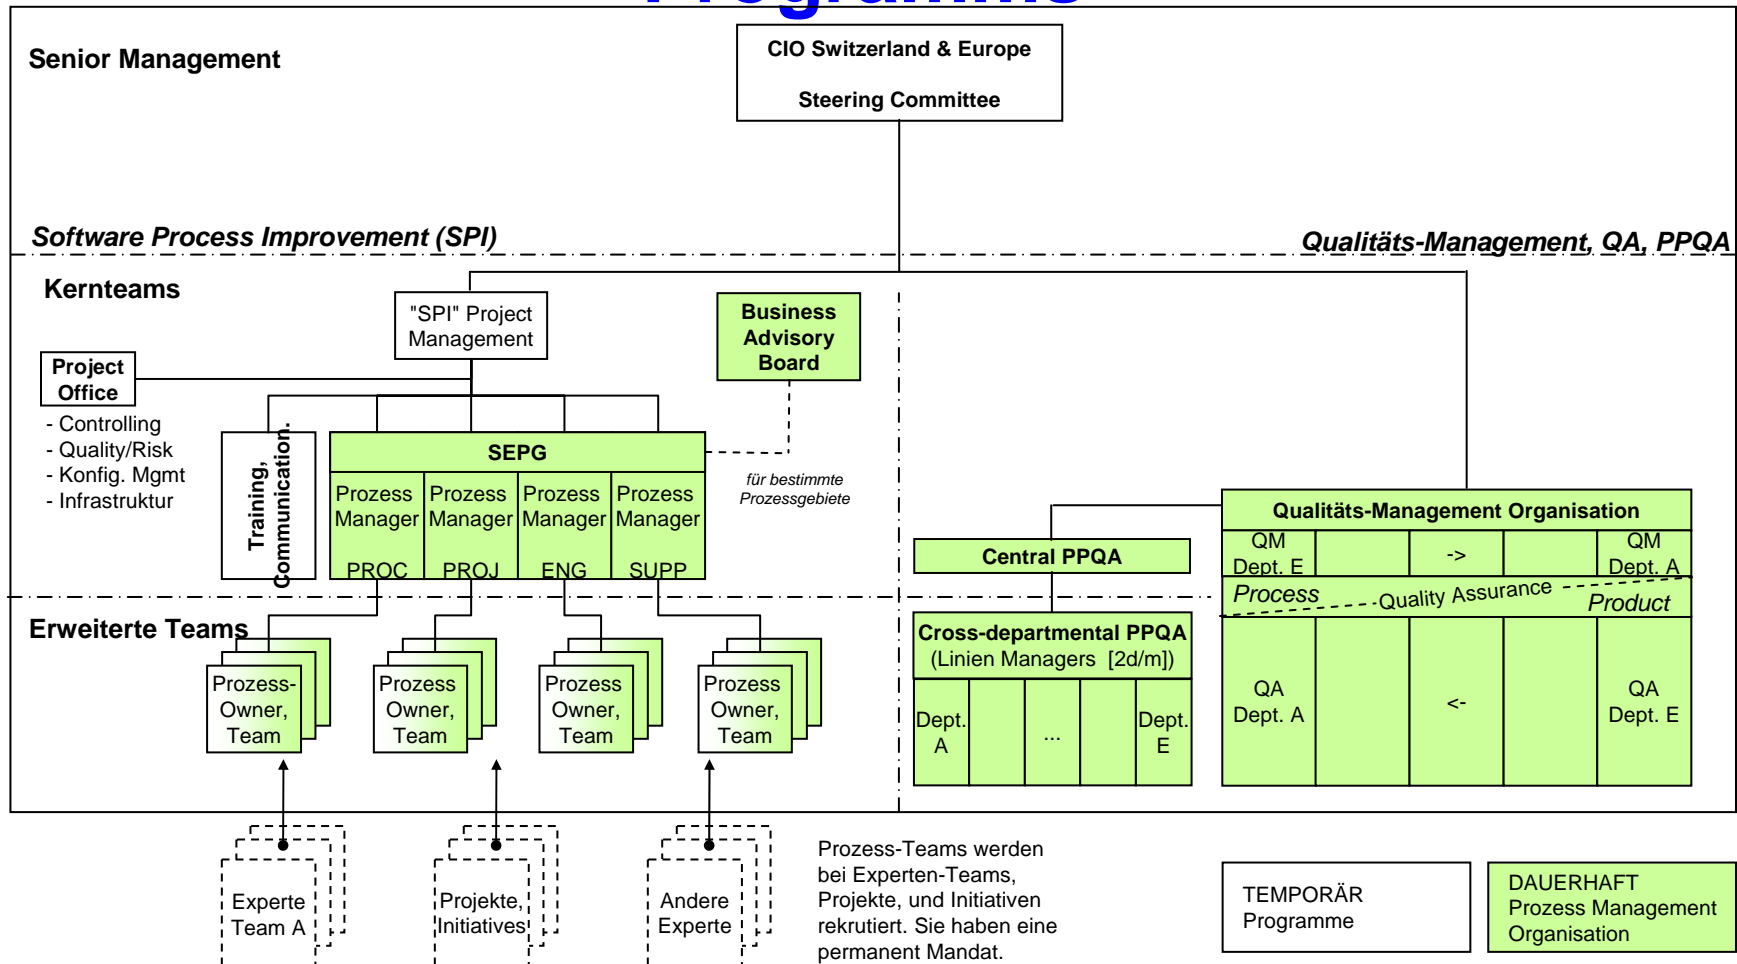 Programme
Senior Management
CIO Switzerland & Europe
Steering Committee
Software Process Improvement (SPI)
Qualitäts-Management, QA, PPQA
Kernteams
"SPI" Project
Management
Business
Advisory
Board
Project
Office
- Controlling
- Quality/Risk
- Konfig. Mgmt
- Infrastruktur
Training,
Communication.
SEPG
Prozess
Manager
PROC
Prozess
Manager
PROJ
Prozess
Manager
ENG
Prozess
Manager
SUPP
für bestimmte
Prozessgebiete
Central PPQA
Qualitäts-Management Organisation
QM
Dept. E
->
QM
Dept. A
Process
Quality Assurance
Product
QA
Dept. A
<-
QA
Dept. E
Cross-departmental PPQA
(Linien Managers [2d/m])
Dept.
A
...
Dept.
E
Erweiterte Teams
Prozess-
Owner,
Team
Prozess
Owner,
Team
Prozess
Owner,
Team
Prozess
Owner,
Team
Experte
Team A
Projekte,
Initiatives
Andere
Experte
Prozess-Teams werden
bei Experten-Teams,
Projekte, und Initiativen
rekrutiert. Sie haben eine
permanent Mandat.
TEMPORÄR
Programme
DAUERHAFT
Prozess Management
Organisation